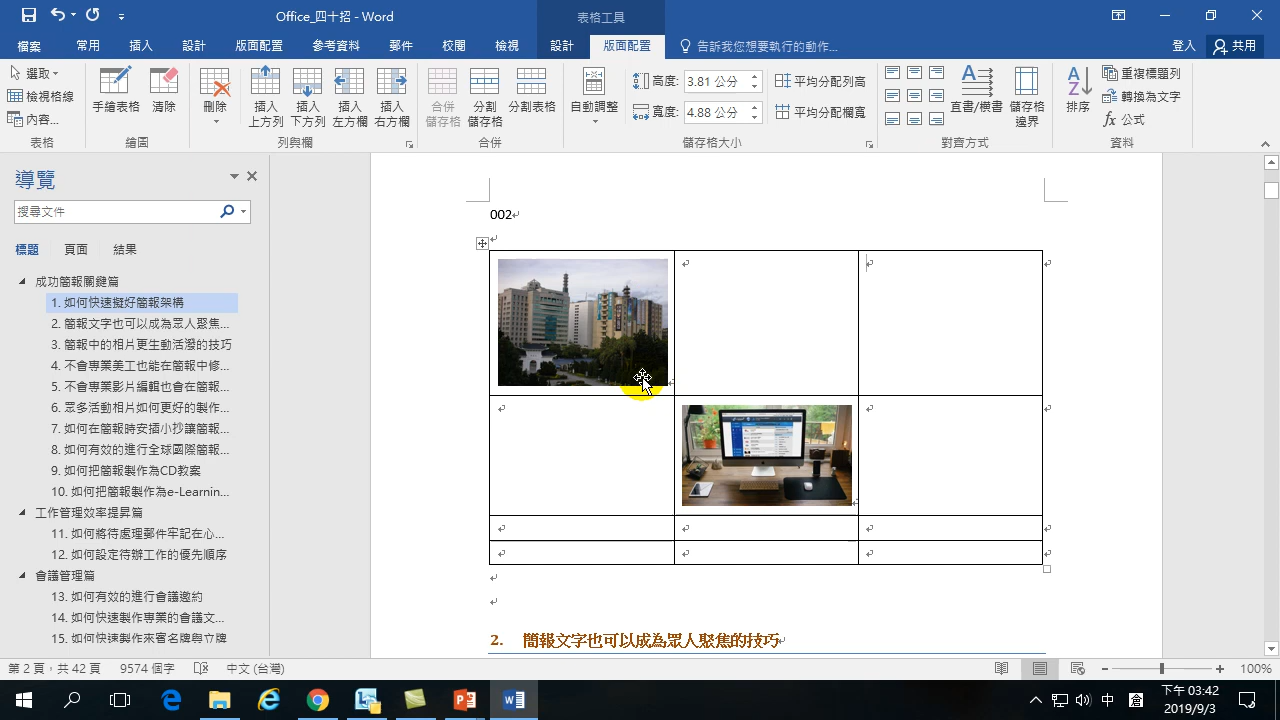 Office_四十招 - Word
表格工具
檔案 常用 插入 設計 版面配置 參考資料 郵件 校閱 檢視 設計 版面配置 告訴我您想要執行的動作... 登入 共用
選取
檢視格線
內容...
表格
手繪表格 清除
繪圖
刪除
插入
上方列
插入
下方列
插入
左方欄
插入
右方欄
列與欄
合併
儲存格
分割
儲存格
分割表格
合併
自動調整
高度: 3.81 公分
寬度: 4.88 公分
平均分配列高
平均分配欄寬
儲存格大小
直書/橫書
儲存格
邊界
對齊方式
排序
重複標題列
轉換為文字
公式
資料
導覽
搜尋文件
標題 頁面 結果
成功簡報關鍵篇
1. 如何快速擬好簡報架構
2. 簡報文字也可以成為眾人聚焦...
3. 簡報中的相片更生動活潑的技巧
4. 不會專業美工也能在簡報中修...
5. 不會專業影片編輯也會在簡報...
6. 眾多活動相片如何更好的製作...
7. 如何在簡報時安插小抄讓簡報...
8. 如何有效的進行全球國際簡報...
9. 如何把簡報製作為CD教案
10. 如何把簡報製作為e-Learnin...
工作管理效率提昇篇
11. 如何將待處理郵件牢記在心...
12. 如何設定待辦工作的優先順序
會議管理篇
13. 如何有效的進行會議邀約
14. 如何快速製作專業的會議文...
15. 如何快速製作來賓名牌與立牌
002
2. 簡報文字也可以成為眾人聚焦的技巧
第 2 頁，共 42 頁 9574 個字 中文 (台灣) 100%
中
下午 03:42
2019/9/3